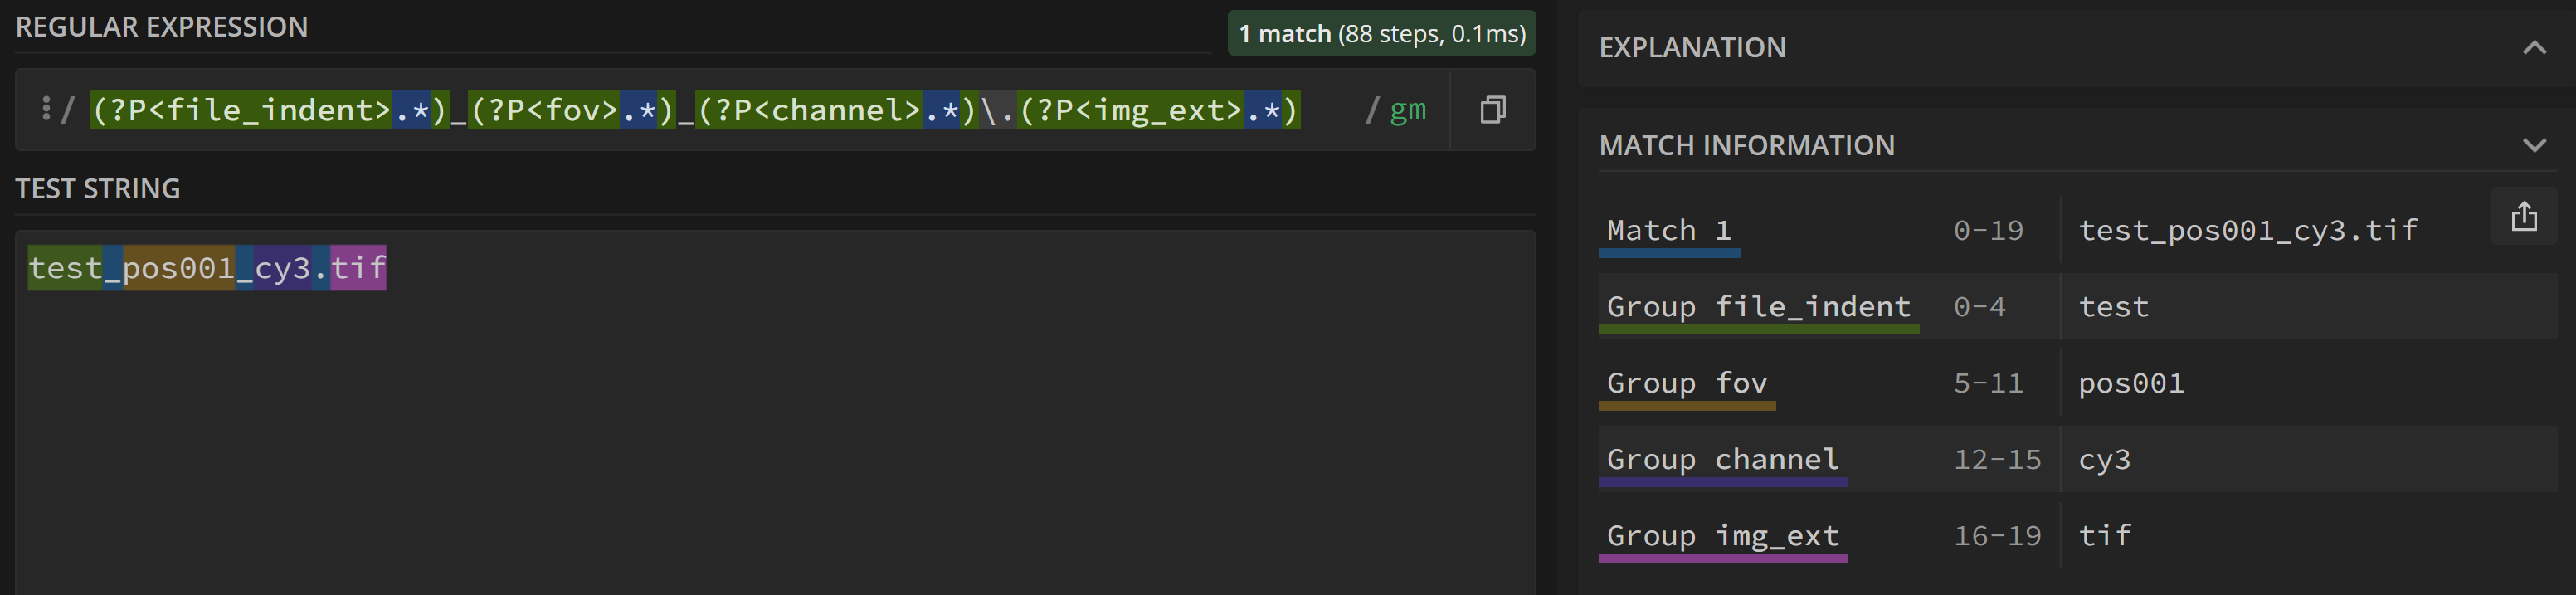 REGULAR EXPRESSION
1 match (88 steps, 0.1ms)
/ (?P<file_indent>.*)_(?P<fov>.*)_(?P<channel>.*)\.(?P<img_ext>.*) / gm
TEST STRING
test_pos001_cy3.tif
EXPLANATION
MATCH INFORMATION
Match 1 0-19 test_pos001_cy3.tif
Group file_indent 0-4 test
Group fov 5-11 pos001
Group channel 12-15 cy3
Group img_ext 16-19 tif